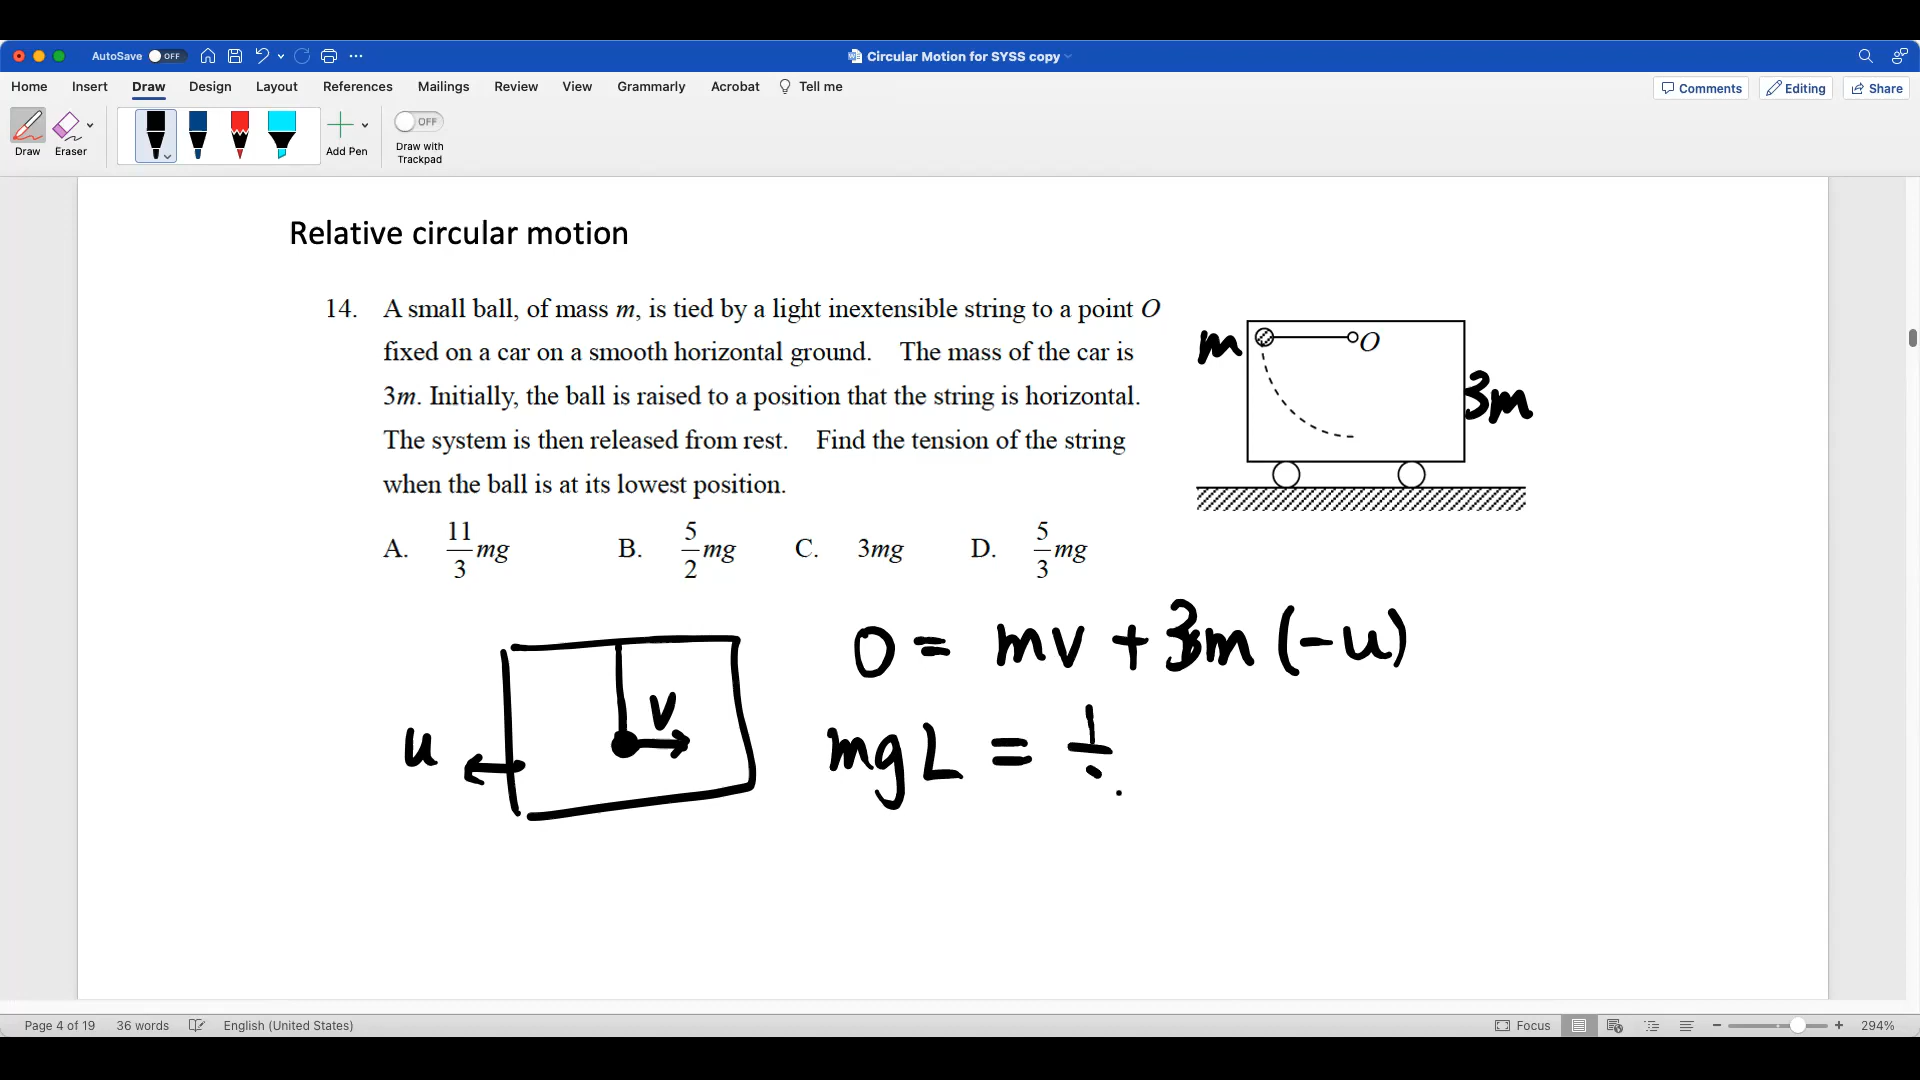 AutoSave OFF
Circular Motion for SYSS copy
Home Insert Draw Design Layout References Mailings Review View Grammarly Acrobat Tell me
Comments Editing Share
OFF
Draw Eraser Add Pen Draw with
Trackpad
Relative circular motion
14. A small ball, of mass m, is tied by a light inextensible string to a point O
fixed on a car on a smooth horizontal ground. The mass of the car is
3m. Initially, the ball is raised to a position that the string is horizontal.
The system is then released from rest. Find the tension of the string
when the ball is at its lowest position.
m O
3m
A. 11/3 mg B. 5/2 mg C. 3mg D. 5/3 mg
0 = mv + 3m (-u)
u v
mgL = 1
Page 4 of 19 36 words English (United States) Focus 294%